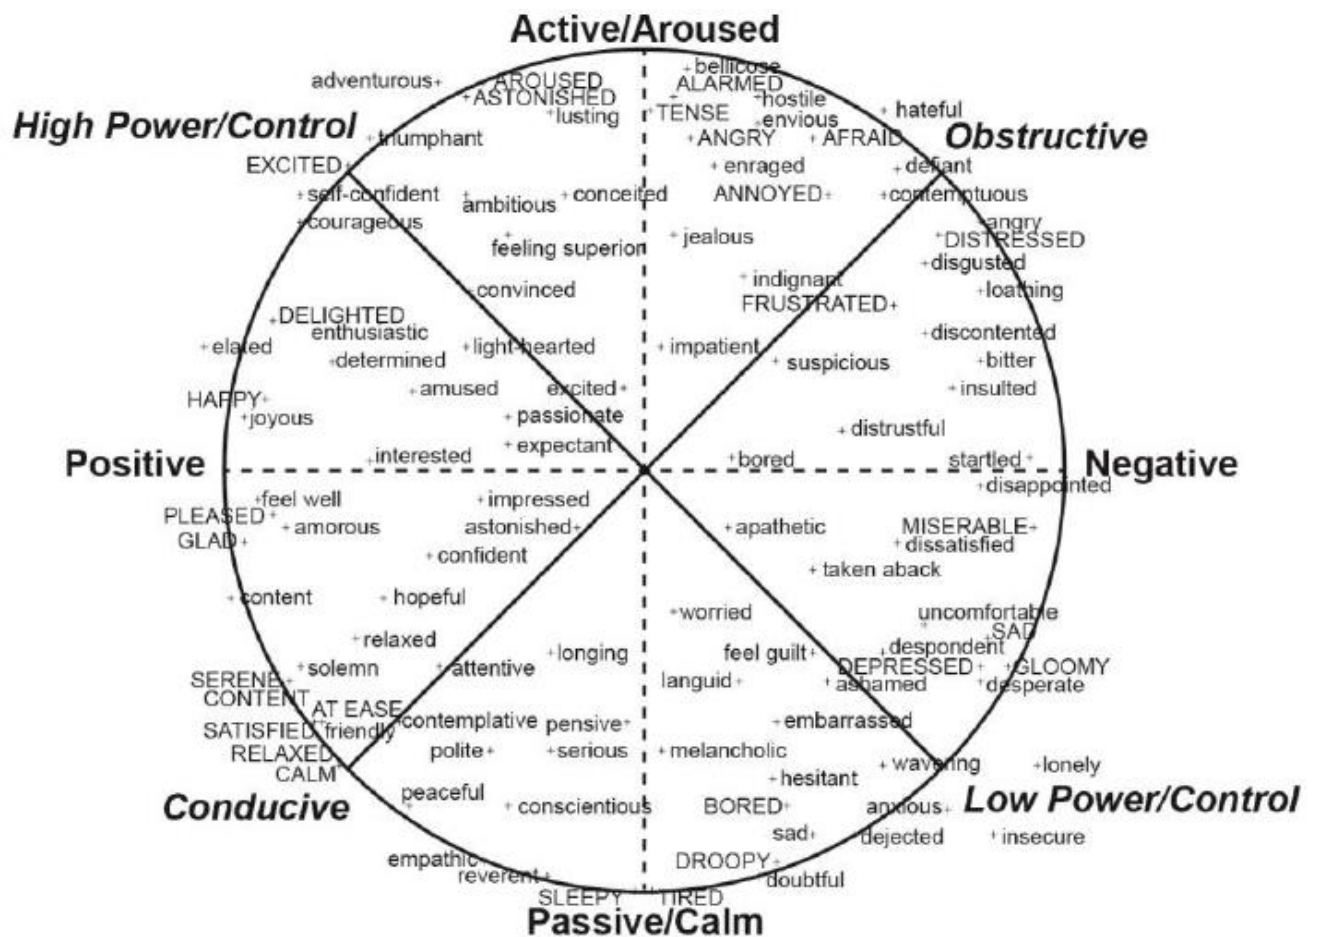 Active/Aroused
bellicose
adventurous
AROUSED
ALARMED
ASTONISHED
hostile
lusting
TENSE
envious
hateful
High Power/Control
triumphant
ANGRY
AFRAID
Obstructive
EXCITED
enraged
defiant
self-confident
ambitious
conceited
ANNOYED
contemptuous
courageous
angry
feeling superior
jealous
DISTRESSED
disgusted
convinced
indignant
loathing
FRUSTRATED
DELIGHTED
enthusiastic
discontented
elated
light-hearted
impatient
determined
suspicious
bitter
amused
excited
insulted
HAPPY
joyous
passionate
distrustful
expectant
interested
bored
startled
Positive
Negative
disappointed
feel well
impressed
PLEASED
amorous
astonished
apathetic
MISERABLE
GLAD
dissatisfied
confident
taken aback
content
hopeful
worried
uncomfortable
SAD
relaxed
longing
feel guilt
despondent
solemn
attentive
DEPRESSED
GLOOMY
SERENE
languid
ashamed
desperate
CONTENT
AT EASE
contemplative
pensive
embarrassed
SATISFIED
friendly
RELAXED
polite
serious
melancholic
wavering
lonely
CALM
hesitant
peaceful
Conducive
conscientious
BORED
anxious
Low Power/Control
sad
dejected
insecure
empathic
DROOPY
reverent
doubtful
SLEEPY
TIRED
Passive/Calm